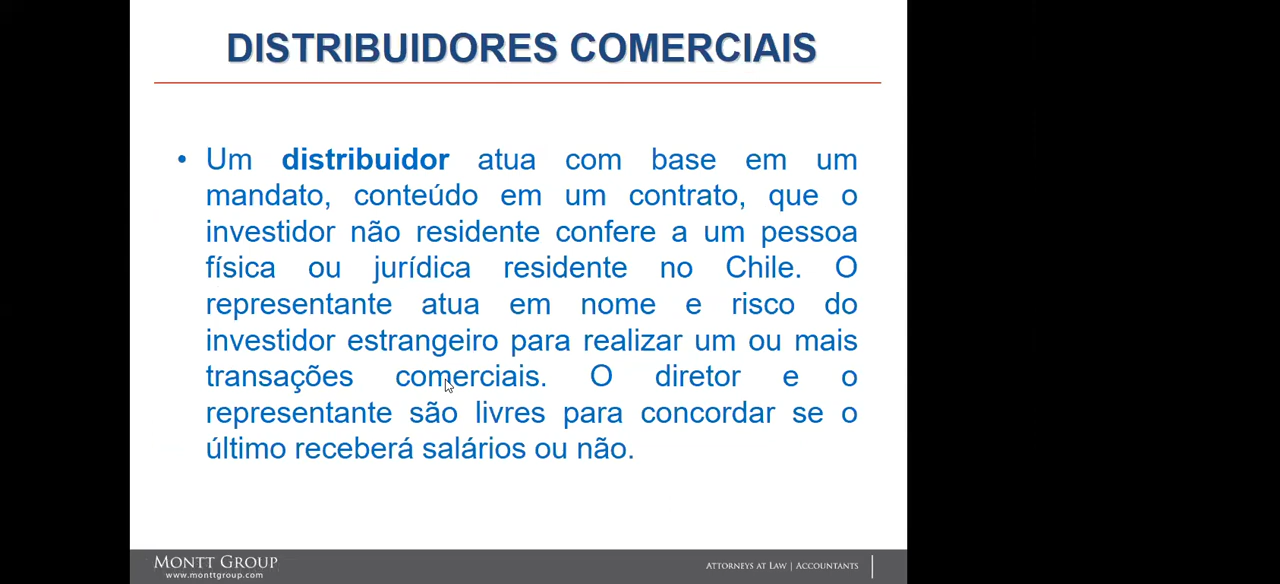 DISTRIBUIDORES COMERCIAIS
• Um distribuidor atua com base em um
mandato, conteúdo em um contrato, que o
investidor não residente confere a um pessoa
física ou jurídica residente no Chile. O
representante atua em nome e risco do
investidor estrangeiro para realizar um ou mais
transações comerciais. O diretor e o
representante são livres para concordar se o
último receberá salários ou não.
MONTT GROUP
www.monttgroup.com
ATTORNEYS AT LAW | ACCOUNTANTS